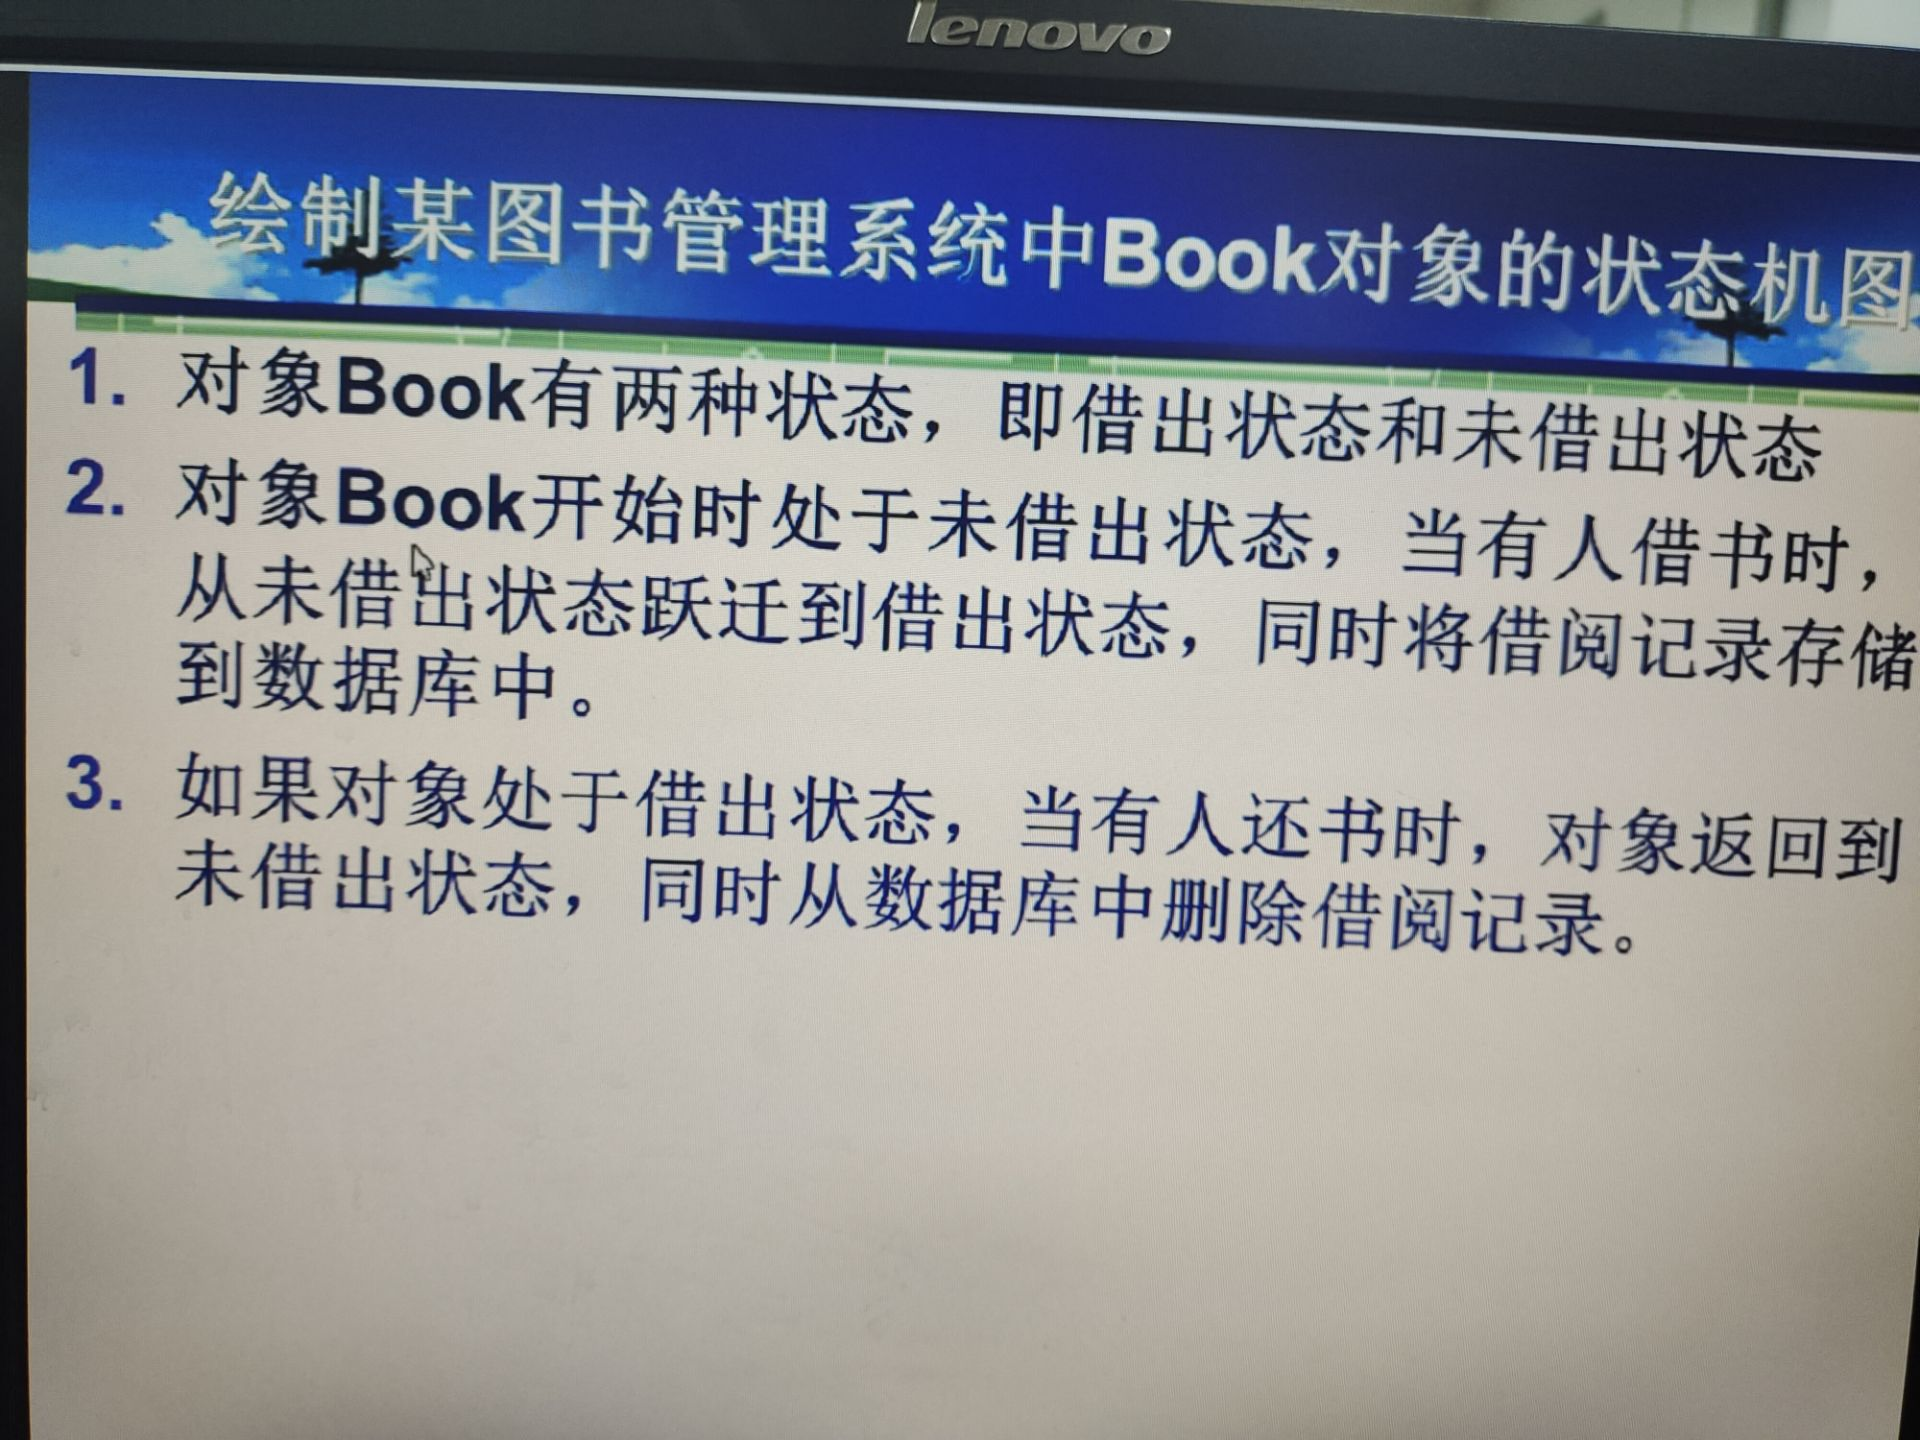 lenovo
绘制某图书管理系统中Book对象的状态机图
1. 对象Book有两种状态，即借出状态和未借出状态
2. 对象Book开始时处于未借出状态，当有人借书时，
从未借出状态跃迁到借出状态，同时将借阅记录存储
到数据库中。
3. 如果对象处于借出状态，当有人还书时，对象返回到
未借出状态，同时从数据库中删除借阅记录。